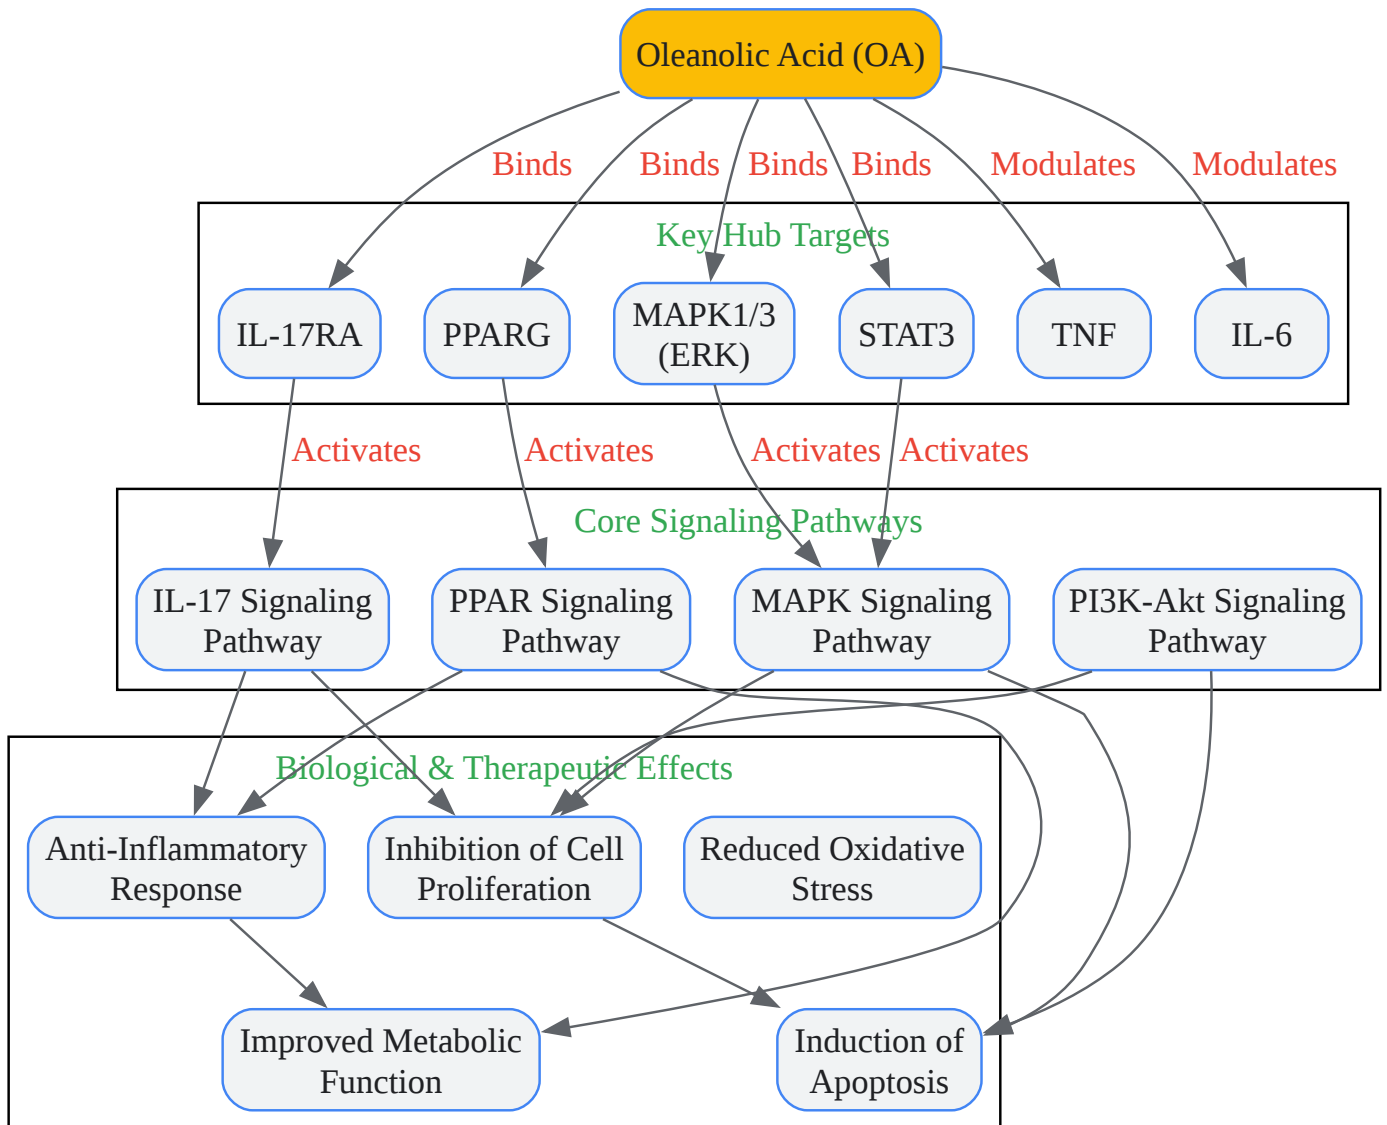 Oleanolic Acid (OA)
Binds
Binds
Binds
Binds
Modulates
Modulates
Key Hub Targets
IL-17RA
PPARG
MAPK1/3
(ERK)
STAT3
TNF
IL-6
Activates
Activates
Activates
Activates
Core Signaling Pathways
IL-17 Signaling
Pathway
PPAR Signaling
Pathway
MAPK Signaling
Pathway
PI3K-Akt Signaling
Pathway
Biological & Therapeutic Effects
Anti-Inflammatory
Response
Inhibition of Cell
Proliferation
Reduced Oxidative
Stress
Improved Metabolic
Function
Induction of
Apoptosis